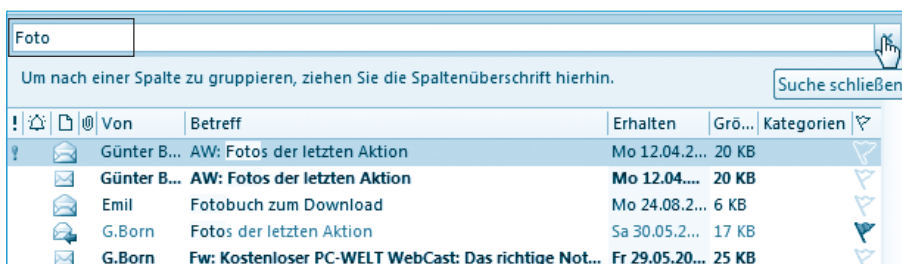 Foto
Um nach einer Spalte zu gruppieren, ziehen Sie die Spaltenüberschrift hierhin.
Suche schließen
! Von Betreff Erhalten Grö... Kategorien
Günter B... AW: Fotos der letzten Aktion Mo 12.04.2... 20 KB
Günter B... AW: Fotos der letzten Aktion Mo 12.04.... 20 KB
Emil Fotobuch zum Download Mo 24.08.2... 6 KB
G.Born Fotos der letzten Aktion Sa 30.05.2... 17 KB
G.Born Fw: Kostenloser PC-WELT WebCast: Das richtige Not... Fr 29.05.20... 25 KB